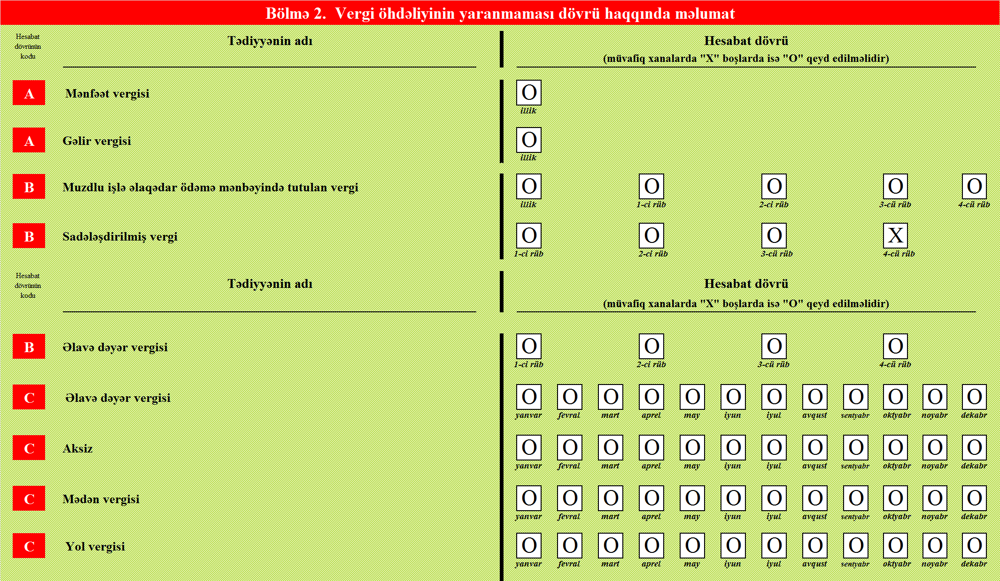 Bölmə 2. Vergi öhdəliyinin yaranmaması dövrü haqqında məlumat
Hesabat
dövrünün
kodu
Tədiyyənin adı
Hesabat dövrü
(müvafiq xanalarda "X" boşlarda isə "O" qeyd edilməlidir)
A Mənfəət vergisi O
illik
A Gəlir vergisi O
illik
B Muzdlu işlə əlaqədar ödəmə mənbəyində tutulan vergi O O O O O
illik 1-ci rüb 2-ci rüb 3-cü rüb 4-cü rüb
B Sadələşdirilmiş vergi O O O X
1-ci rüb 2-ci rüb 3-cü rüb 4-cü rüb
Hesabat
dövrünün
kodu
Tədiyyənin adı
Hesabat dövrü
(müvafiq xanalarda "X" boşlarda isə "O" qeyd edilməlidir)
B Əlavə dəyər vergisi O O O O
1-ci rüb 2-ci rüb 3-cü rüb 4-cü rüb
C Əlavə dəyər vergisi O O O O O O O O O O O O
yanvar fevral mart aprel may iyun iyul avqust sentyabr oktyabr noyabr dekabr
C Aksiz O O O O O O O O O O O O
yanvar fevral mart aprel may iyun iyul avqust sentyabr oktyabr noyabr dekabr
C Mədən vergisi O O O O O O O O O O O O
yanvar fevral mart aprel may iyun iyul avqust sentyabr oktyabr noyabr dekabr
C Yol vergisi O O O O O O O O O O O O
yanvar fevral mart aprel may iyun iyul avqust sentyabr oktyabr noyabr dekabr